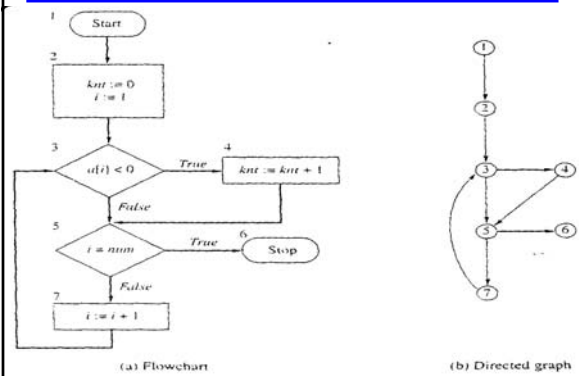 1
Start
2
knt := 0
i := 1
3
a[i] < 0
True
4
knt := knt + 1
False
5
i = num
True
6
Stop
False
7
i := i + 1
(a) Flowchart
1
2
3
4
5
6
7
(b) Directed graph